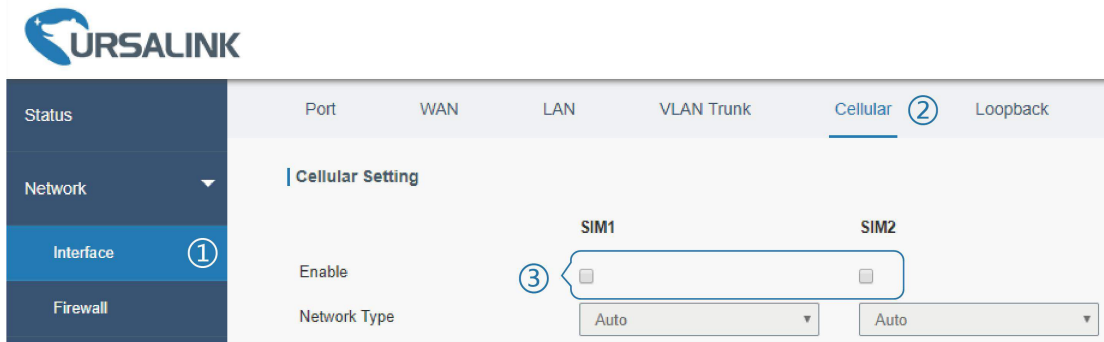 URSALINK
Status
Port WAN LAN VLAN Trunk Cellular ② Loopback
Network
Cellular Setting
SIM1 SIM2
Interface ①
Enable ③
Firewall
Network Type Auto Auto